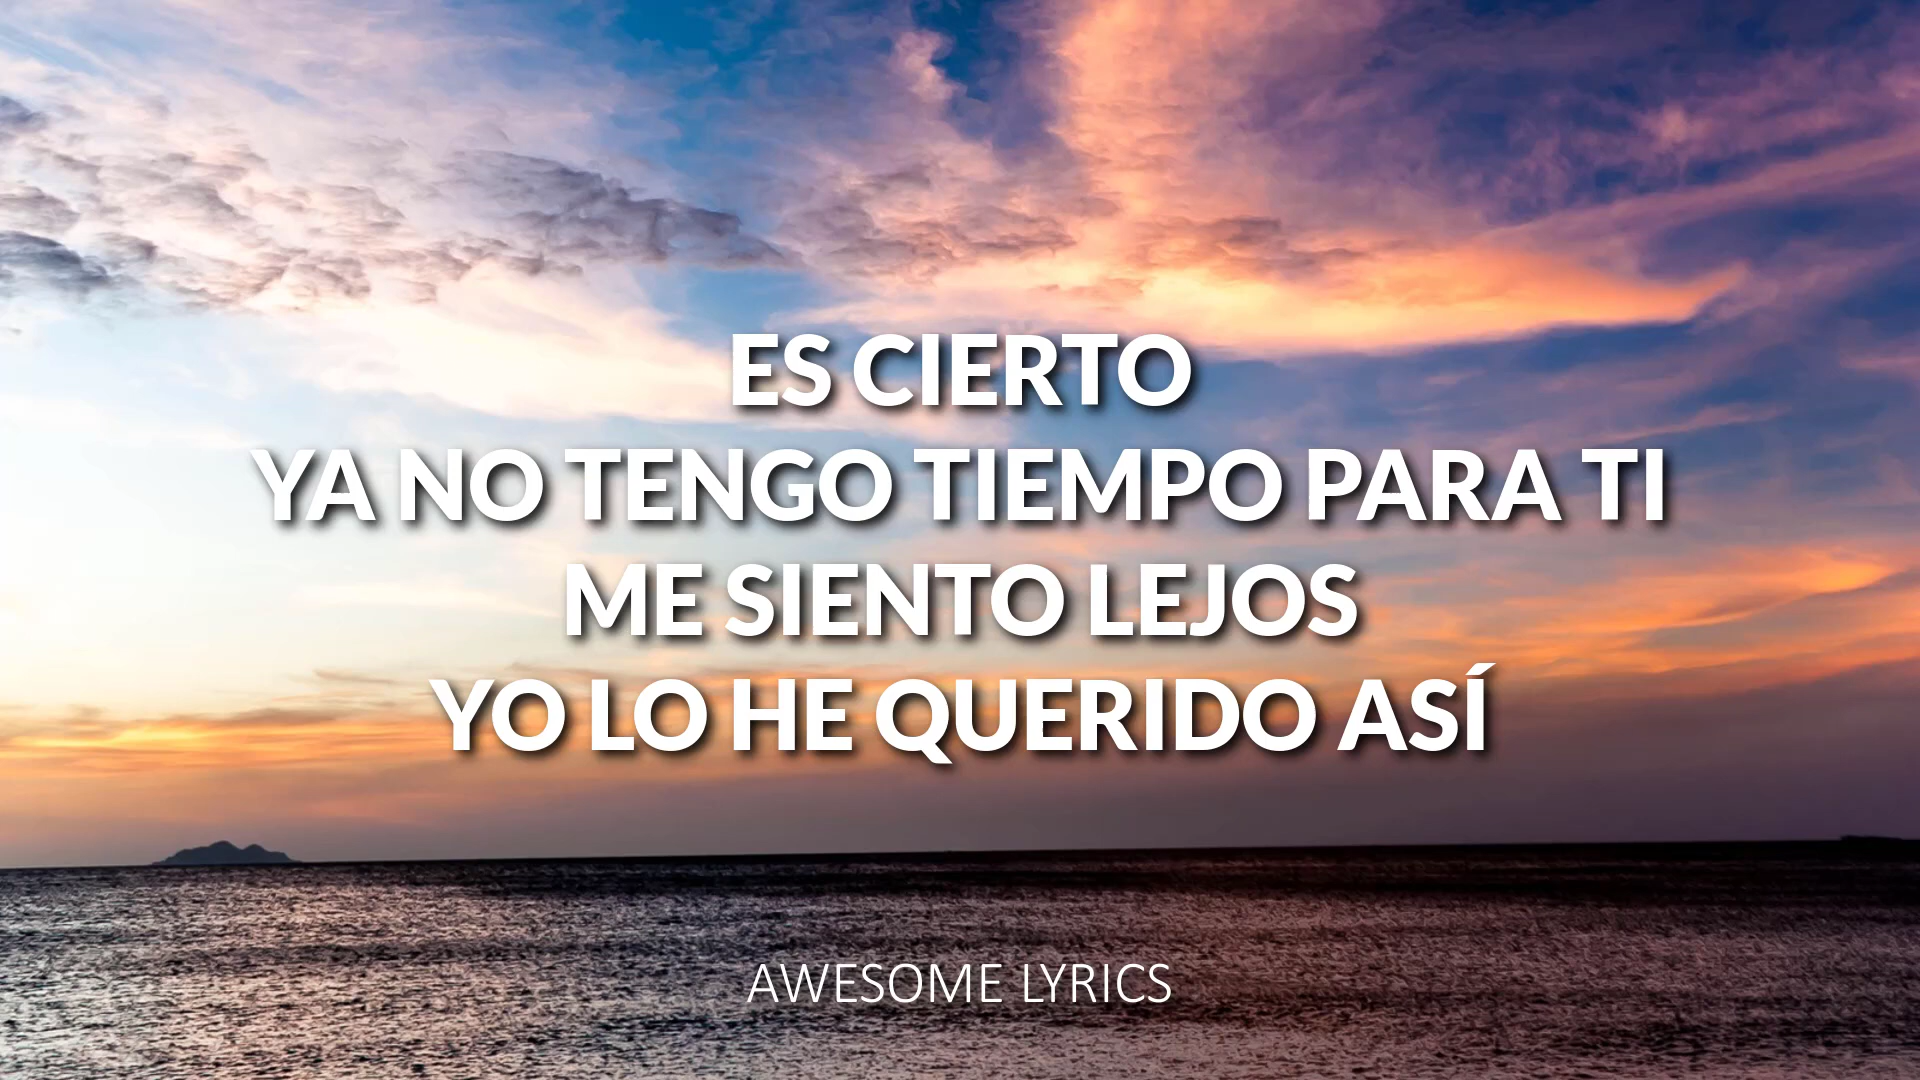 ES CIERTO
YA NO TENGO TIEMPO PARA TI
ME SIENTO LEJOS
YO LO HE QUERIDO ASÍ
AWESOME LYRICS